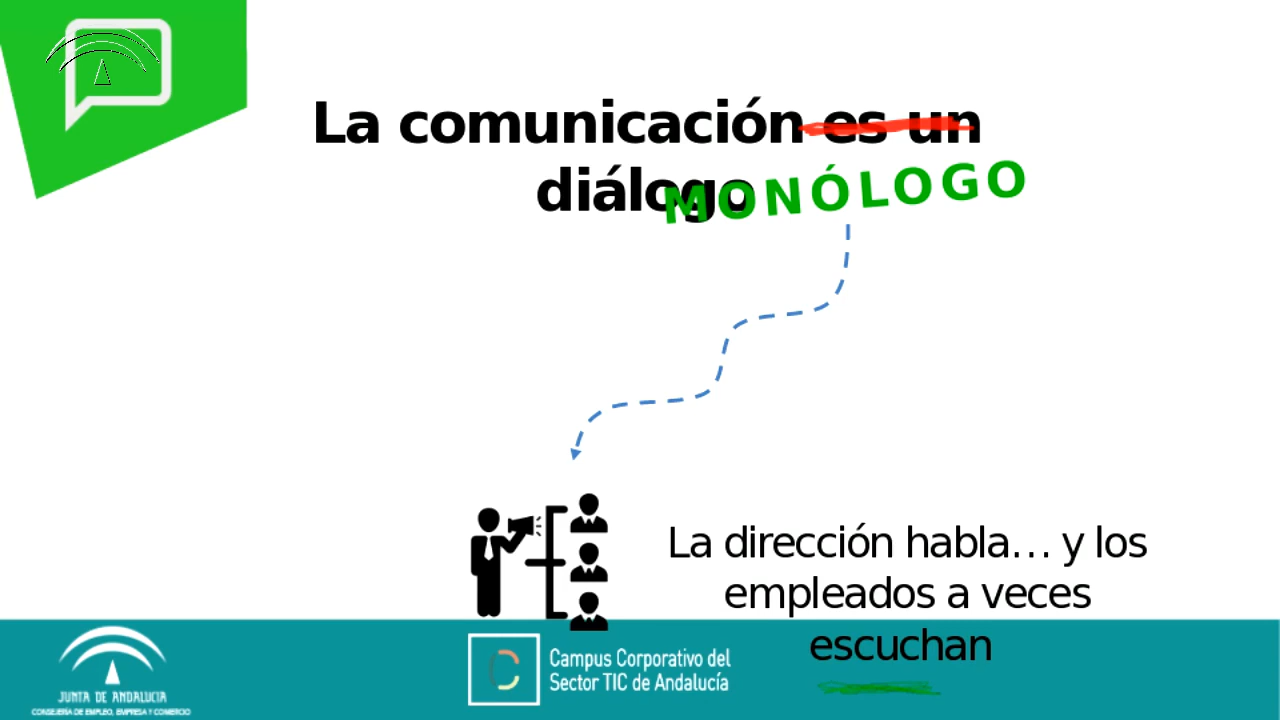 La comunicación es un
diálogo
MONÓLOGO
La dirección habla... y los
empleados a veces
escuchan
JUNTA DE ANDALUCIA
CONSEJERÍA DE EMPLEO, EMPRESA Y COMERCIO
Campus Corporativo del
Sector TIC de Andalucía